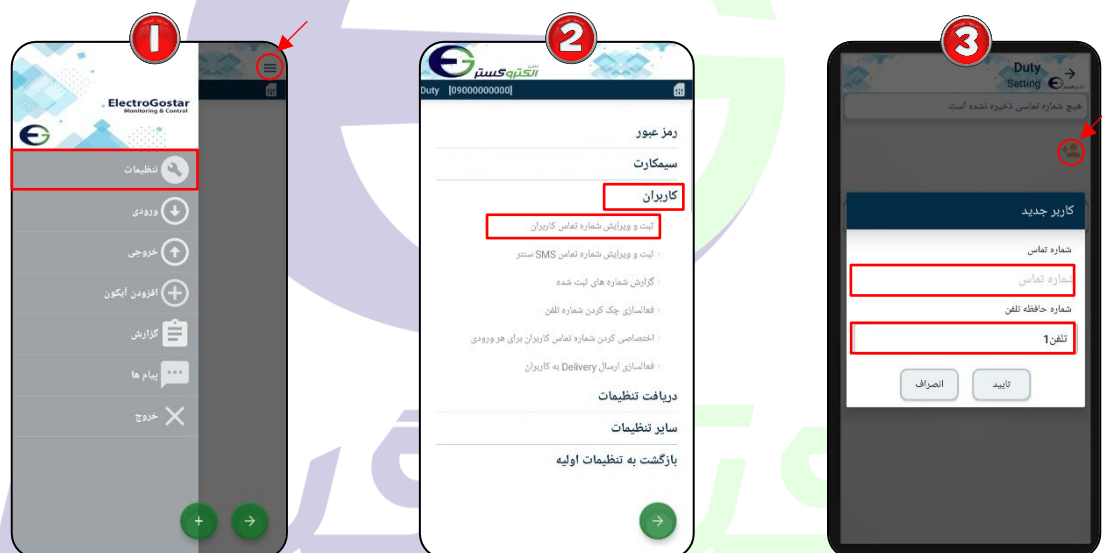 1
ElectroGostar
Monitoring & Control
تنظیمات
ورودی
خروجی
افزودن آیکون
گزارش
پیام ها
خروج
2
الکتروگستر
Duty |09000000000|
رمز عبور
سیمکارت
کاربران
ثبت و ویرایش شماره تماس کاربران
ثبت و ویرایش شماره تماس SMS سنتر
گزارش شماره های ثبت شده
فعالسازی چک کردن شماره تلفن
اختصاصی کردن شماره تماس کاربران برای هر ورودی
فعالسازی ارسال Delivery به کاربران
دریافت تنظیمات
سایر تنظیمات
بازگشت به تنظیمات اولیه
3
Duty
Setting
هیچ شماره تماسی ذخیره نشده است
کاربر جدید
شماره تماس
شماره تماس
شماره حافظه تلفن
تلفن1
تایید
انصراف